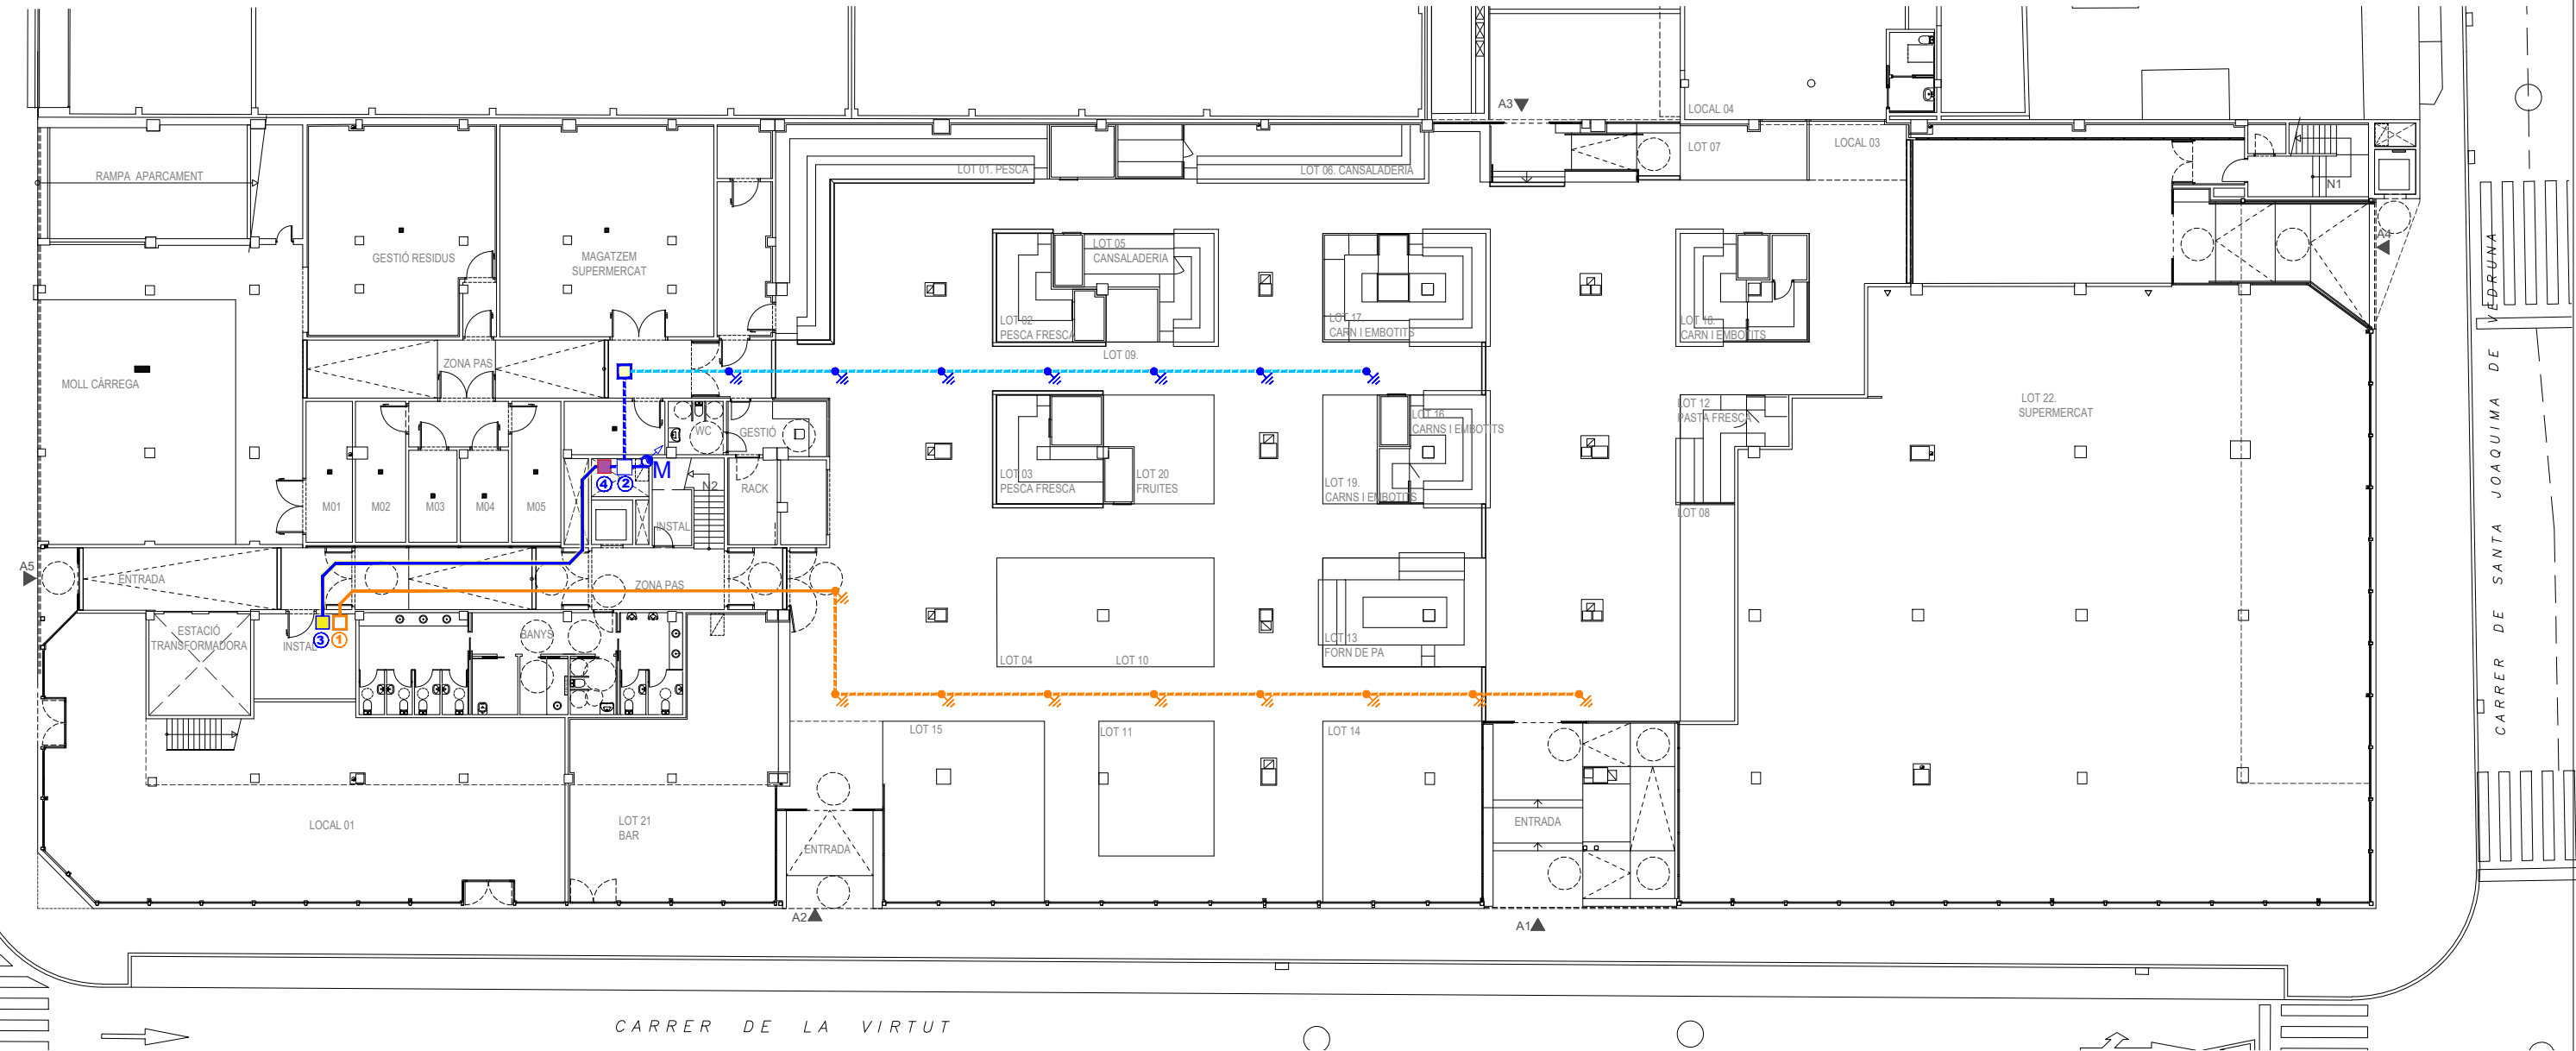 A3
LOCAL 04
LOT 07
LOCAL 03
RAMPA APARCAMENT
LOT 01. PESCA
LOT 06. CANSALADERIA
N1
A4
GESTIÓ RESIDUS
MAGATZEM
SUPERMERCAT
LOT 05
CANSALADERIA
LOT 02
PESCA FRESCA
LOT 17.
CARN I EMBOTITS
LOT 18.
CARN I EMBOTITS
LOT 09.
ZONA PAS
MOLL CÀRREGA
LOT 22.
SUPERMERCAT
LOT 12
PASTA FRESCA
LOT 16
CARNS I EMBOTITS
WC
GESTIÓ
M
4
2
N2
RACK
LOT 03
PESCA FRESCA
LOT 20
FRUITES
LOT 19.
CARNS I EMBOTITS
LOT 08
M01
M02
M03
M04
M05
INSTAL
A5
ENTRADA
ZONA PAS
ESTACIÓ
TRANSFORMADORA
INSTAL
3
1
BANYS
LOT 04
LOT 10
LOT 13
FORN DE PA
LOT 15
LOT 11
LOT 14
LOCAL 01
LOT 21
BAR
ENTRADA
ENTRADA
A2
A1
CARRER DE LA VIRTUT
CARRER DE SANTA JOAQUIMA DE VEDRUNA